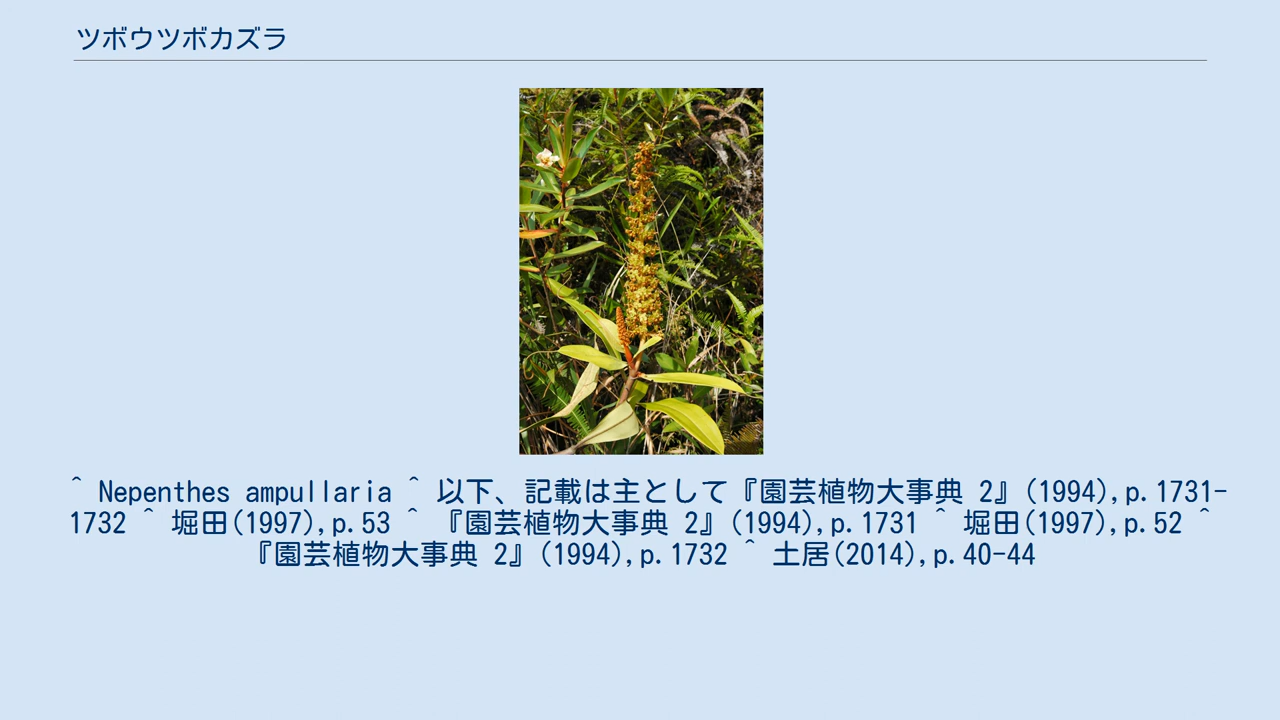 ツボウツボカズラ
^ Nepenthes ampullaria ^ 以下、記載は主として『園芸植物大事典 2』(1994),p.1731-
1732 ^ 堀田(1997),p.53 ^ 『園芸植物大事典 2』(1994),p.1731 ^ 堀田(1997),p.52 ^
『園芸植物大事典 2』(1994),p.1732 ^ 土居(2014),p.40-44